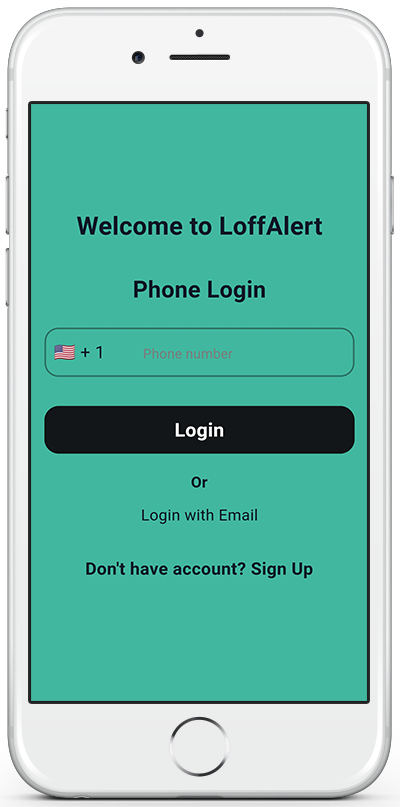 Welcome to LoffAlert
Phone Login
🇺🇸 + 1 Phone number
Login
Or
Login with Email
Don't have account? Sign Up